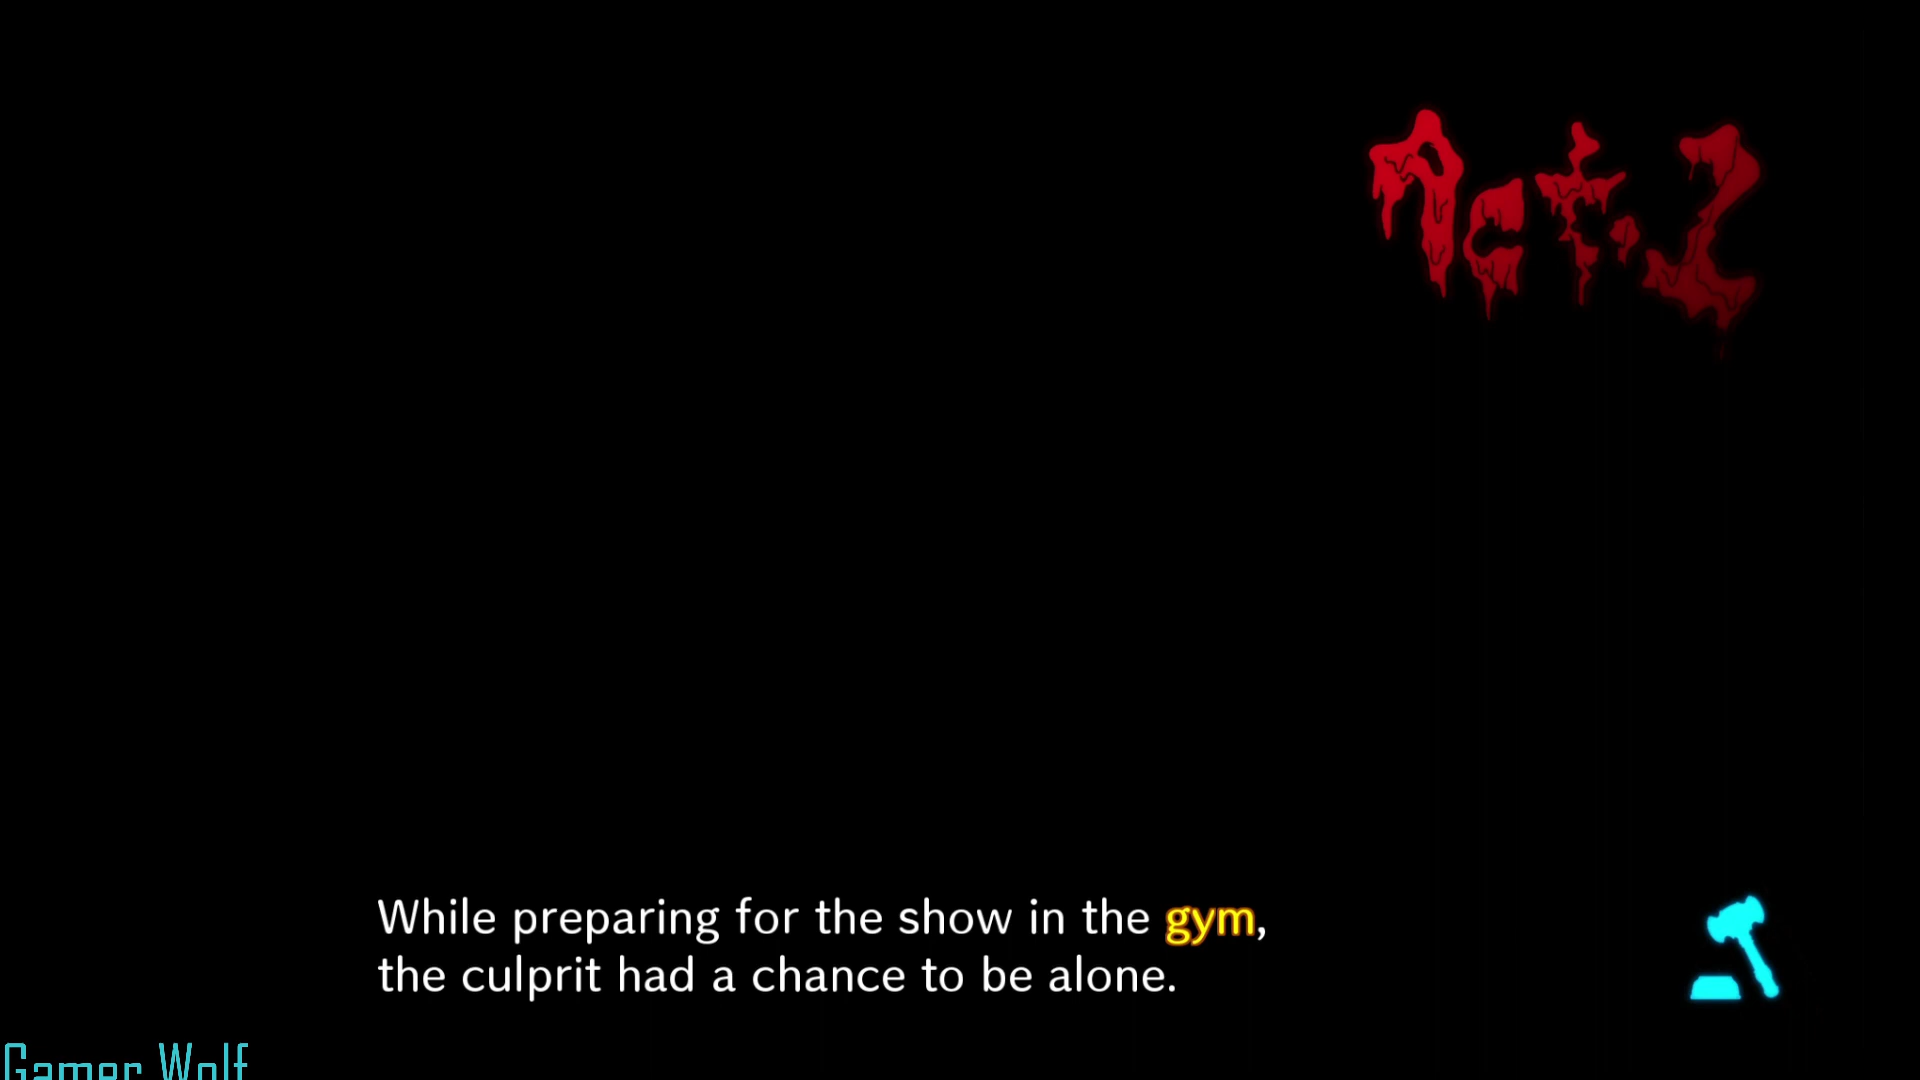 Act.2
While preparing for the show in the gym,
the culprit had a chance to be alone.
Gamer Wolf